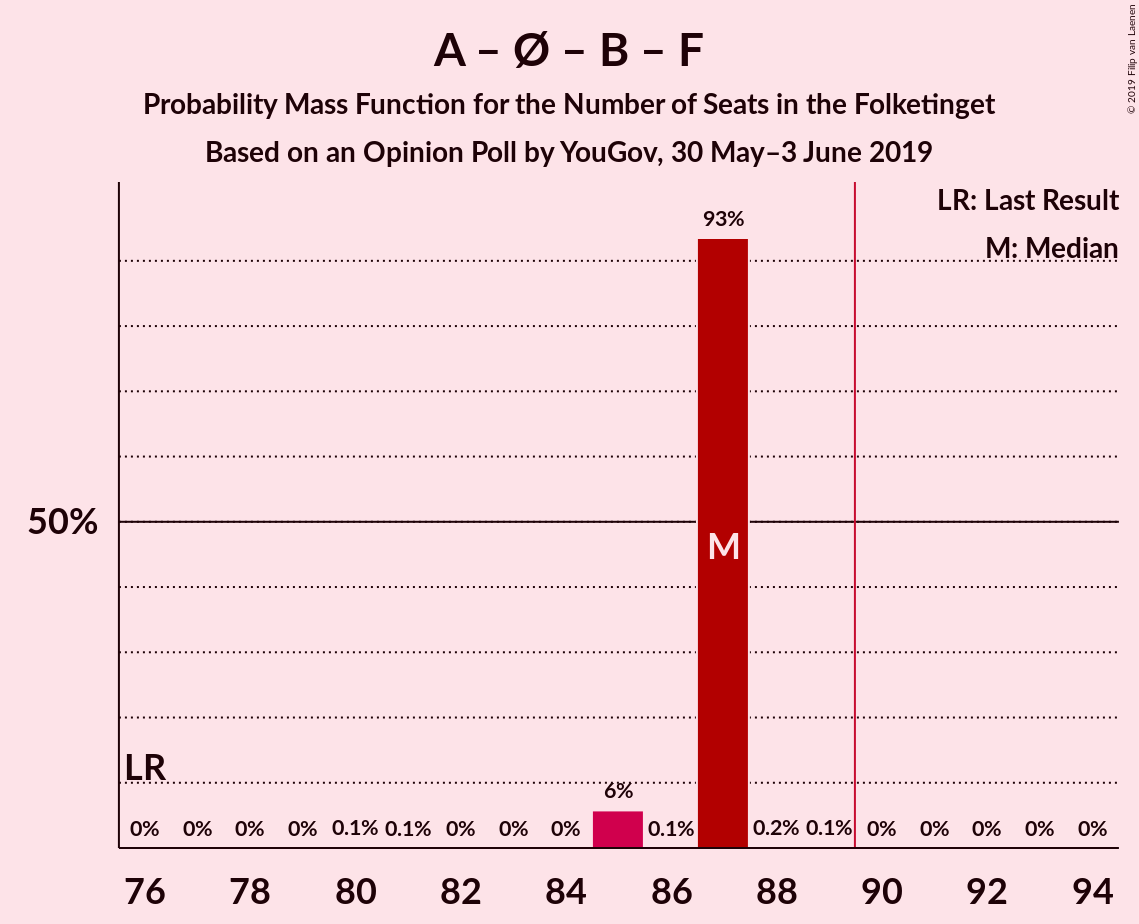 A – Ø – B – F
Probability Mass Function for the Number of Seats in the Folketinget
Based on an Opinion Poll by YouGov, 30 May–3 June 2019
© 2019 Filip van Laenen
LR: Last Result
M: Median
93%
50%
M
LR
6%
0% 0% 0% 0% 0.1% 0.1% 0% 0% 0% 0.1% 0.2% 0.1% 0% 0% 0% 0% 0%
76 78 80 82 84 86 88 90 92 94